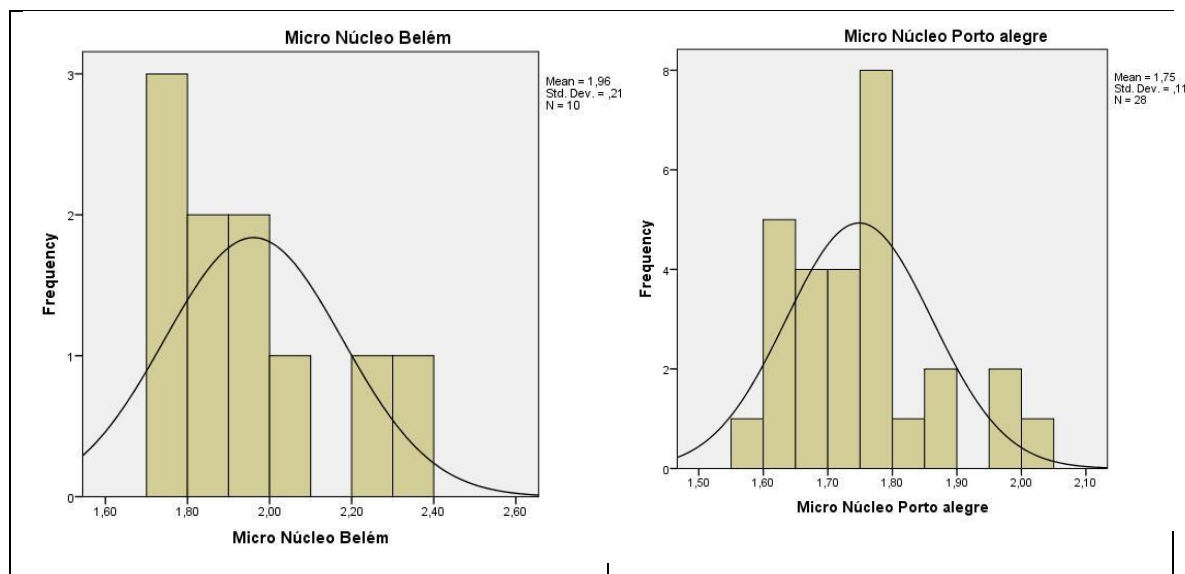 Micro Núcleo Belém
Mean = 1,96
Std. Dev. = ,21
N = 10
3
2
1
0
Frequency
1,60 1,80 2,00 2,20 2,40 2,60
Micro Núcleo Belém
Micro Núcleo Porto alegre
Mean = 1,75
Std. Dev. = ,11
N = 28
8
6
4
2
0
Frequency
1,50 1,60 1,70 1,80 1,90 2,00 2,10
Micro Núcleo Porto alegre